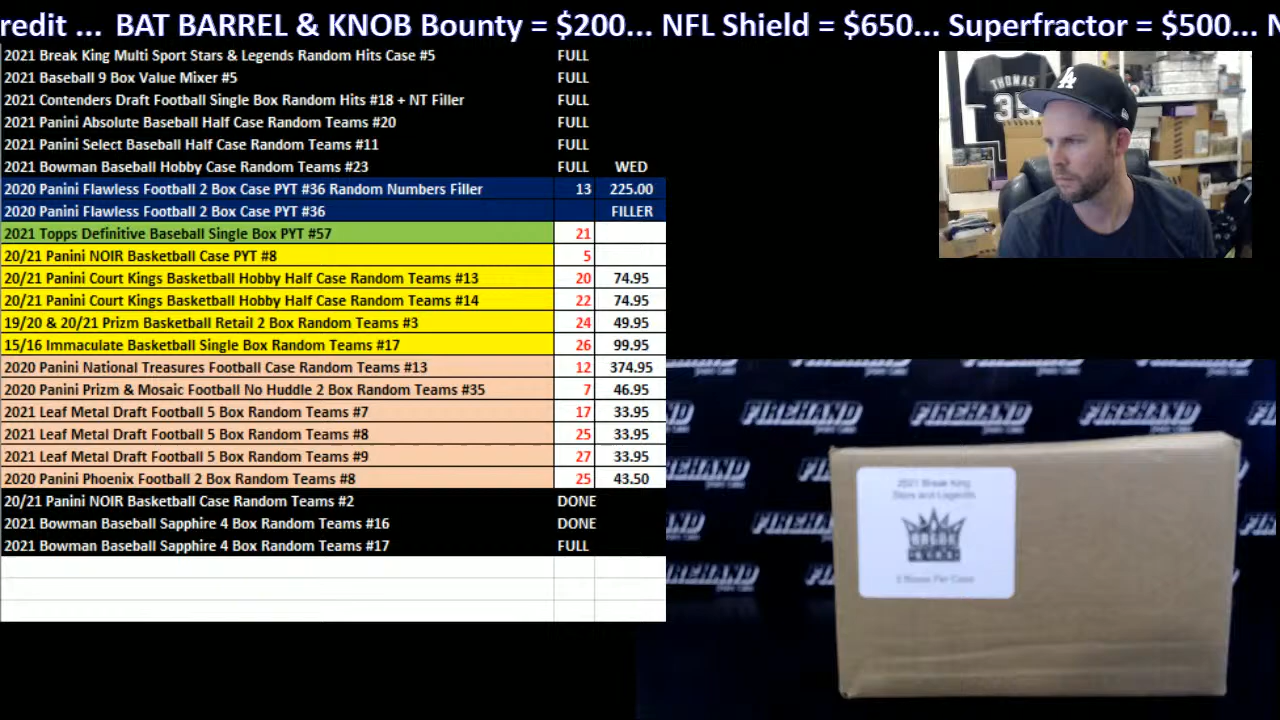 redit ... BAT BARREL & KNOB Bounty = $200... NFL Shield = $650... Superfractor = $500... N
2021 Break King Multi Sport Stars & Legends Random Hits Case #5 FULL
2021 Baseball 9 Box Value Mixer #5 FULL
2021 Contenders Draft Football Single Box Random Hits #18 + NT Filler FULL
2021 Panini Absolute Baseball Half Case Random Teams #20 FULL
2021 Panini Select Baseball Half Case Random Teams #11 FULL
2021 Bowman Baseball Hobby Case Random Teams #23 FULL WED
2020 Panini Flawless Football 2 Box Case PYT #36 Random Numbers Filler 13 225.00
2020 Panini Flawless Football 2 Box Case PYT #36 FILLER
2021 Topps Definitive Baseball Single Box PYT #57 21
20/21 Panini NOIR Basketball Case PYT #8 5
20/21 Panini Court Kings Basketball Hobby Half Case Random Teams #13 20 74.95
20/21 Panini Court Kings Basketball Hobby Half Case Random Teams #14 22 74.95
19/20 & 20/21 Prizm Basketball Retail 2 Box Random Teams #3 24 49.95
15/16 Immaculate Basketball Single Box Random Teams #17 26 99.95
2020 Panini National Treasures Football Case Random Teams #13 12 374.95
2020 Panini Prizm & Mosaic Football No Huddle 2 Box Random Teams #35 7 46.95
2021 Leaf Metal Draft Football 5 Box Random Teams #7 17 33.95
2021 Leaf Metal Draft Football 5 Box Random Teams #8 25 33.95
2021 Leaf Metal Draft Football 5 Box Random Teams #9 27 33.95
2020 Panini Phoenix Football 2 Box Random Teams #8 25 43.50
20/21 Panini NOIR Basketball Case Random Teams #2 DONE
2021 Bowman Baseball Sapphire 4 Box Random Teams #16 DONE
2021 Bowman Baseball Sapphire 4 Box Random Teams #17 FULL
THOMAS
35
LA
FIREHAND
FIREHAND
FIREHAND
2021 Break King
Stars and Legends
BREAK
KING